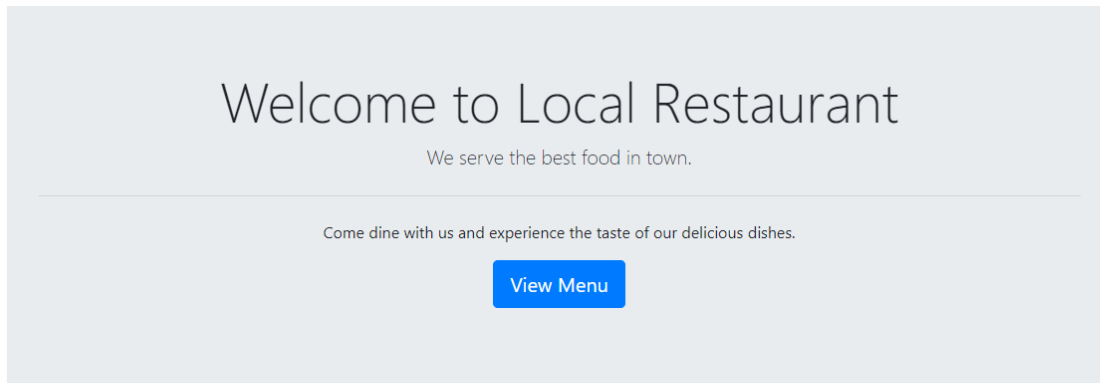 Welcome to Local Restaurant
We serve the best food in town.
Come dine with us and experience the taste of our delicious dishes.
View Menu